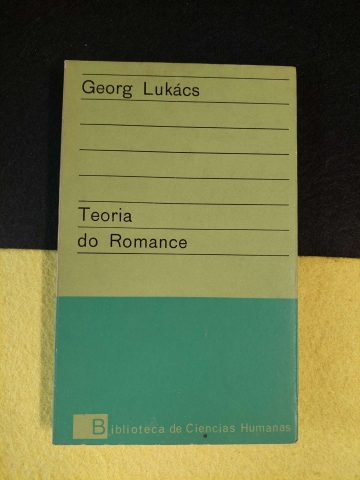 Georg Lukács
Teoria
do Romance
Biblioteca de Ciencias Humanas